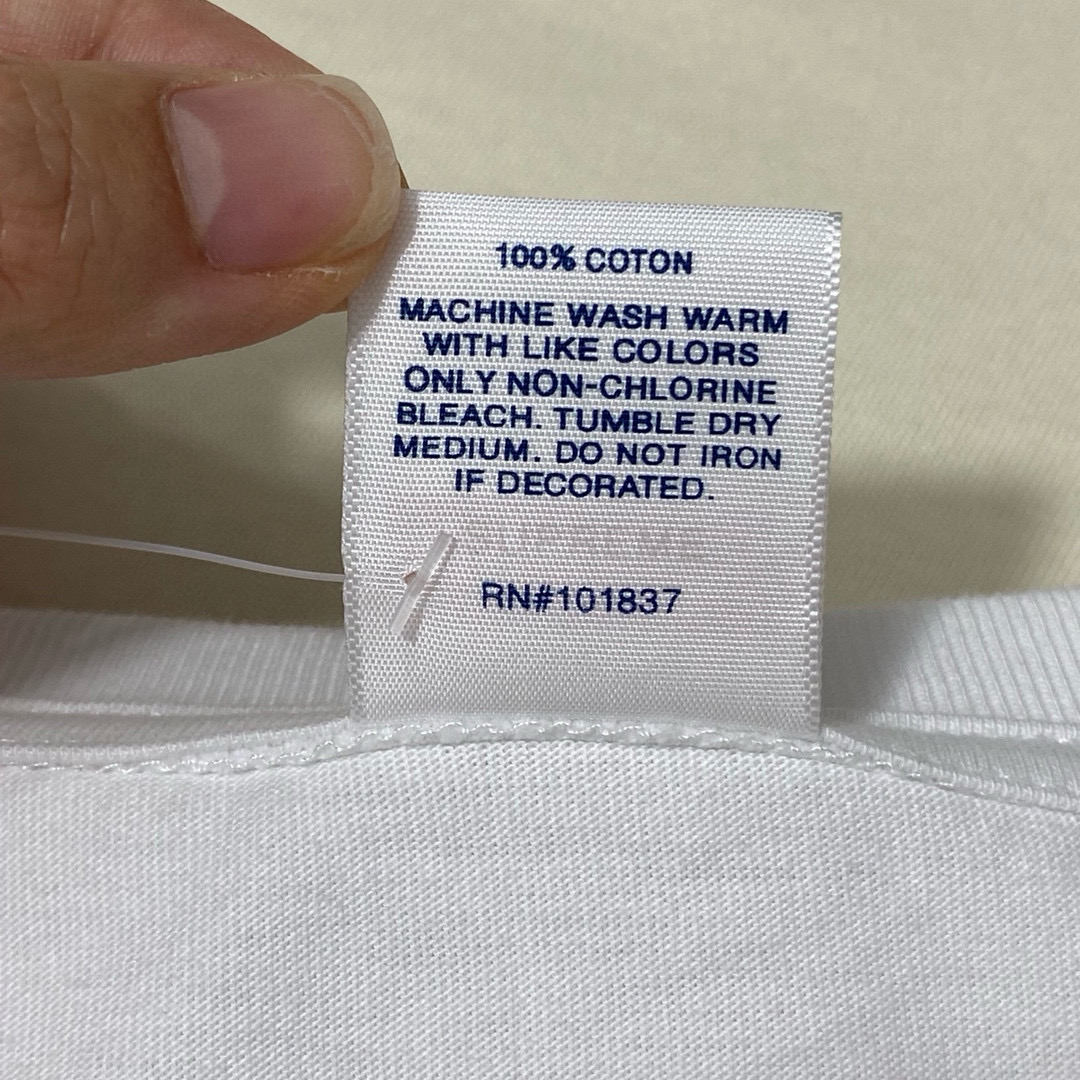 100% COTON
MACHINE WASH WARM
WITH LIKE COLORS
ONLY NON-CHLORINE
BLEACH. TUMBLE DRY
MEDIUM. DO NOT IRON
IF DECORATED.
RN#101837